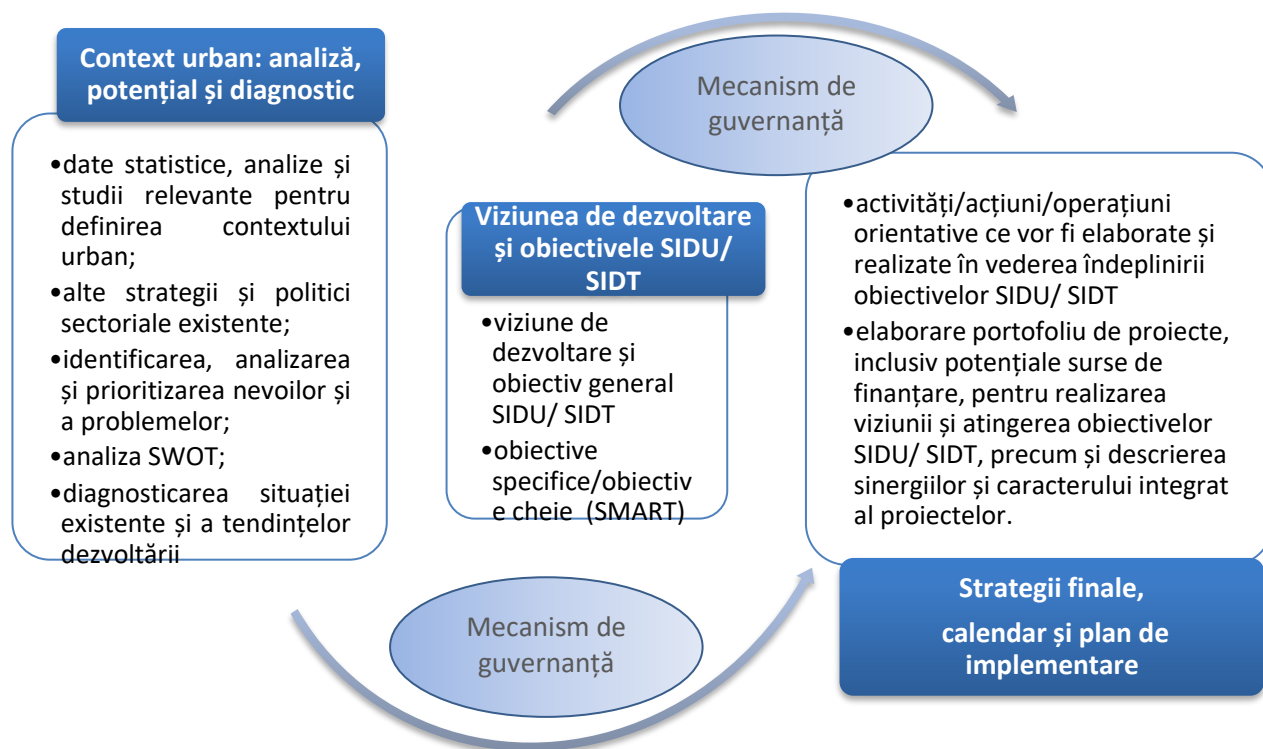 Context urban: analiză,
potențial și diagnostic
•date statistice, analize și
studii relevante pentru
definirea contextului
urban;
•alte strategii și politici
sectoriale existente;
•identificarea, analizarea
și prioritizarea nevoilor și
a problemelor;
•analiza SWOT;
•diagnosticarea situației
existente și a tendințelor
dezvoltării
Mecanism de
guvernanță
Viziunea de dezvoltare
și obiectivele SIDU/
SIDT
•viziune de
dezvoltare și
obiectiv general
SIDU/ SIDT
•obiective
specifice/obiectiv
e cheie (SMART)
Mecanism de
guvernanță
•activități/acțiuni/operațiuni
orientative ce vor fi elaborate și
realizate în vederea îndeplinirii
obiectivelor SIDU/ SIDT
•elaborare portofoliu de proiecte,
inclusiv potențiale surse de
finanțare, pentru realizarea
viziunii și atingerea obiectivelor
SIDU/ SIDT, precum și descrierea
sinergiilor și caracterului integrat
al proiectelor.
Strategii finale,
calendar și plan de
implementare